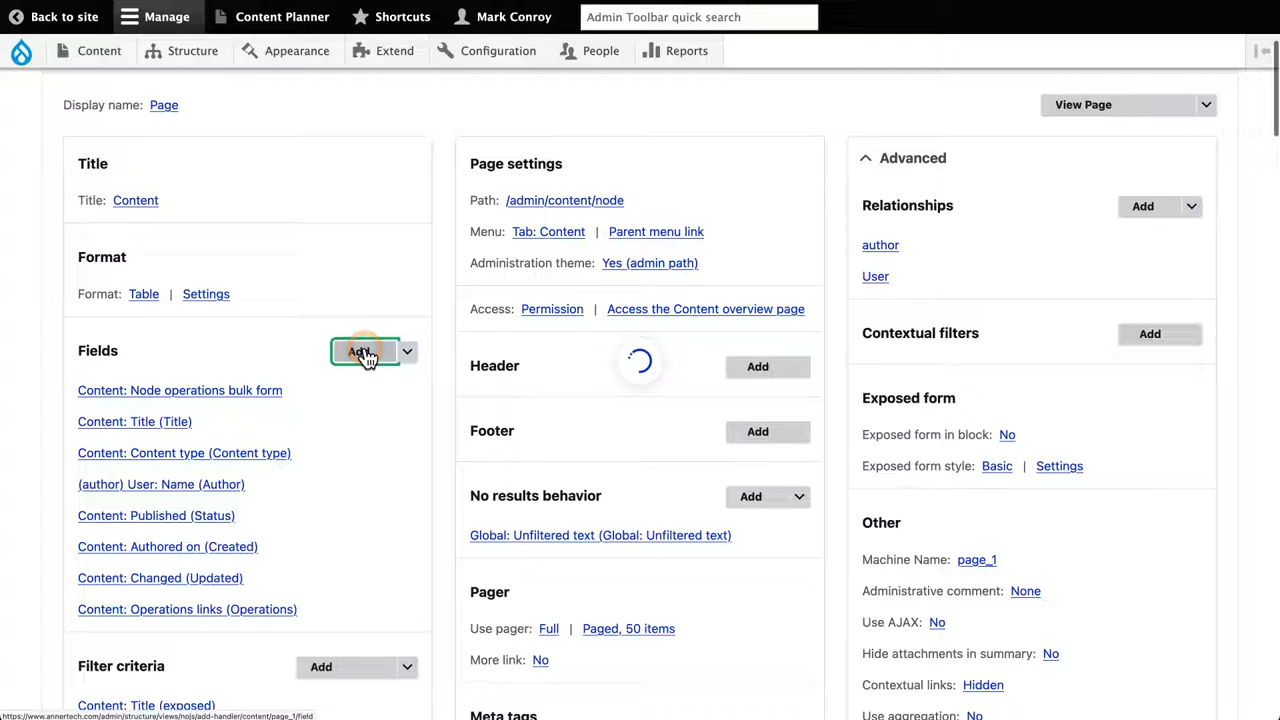 Back to site
Manage
Content Planner
Shortcuts
Mark Conroy
Admin Toolbar quick search
Content
Structure
Appearance
Extend
Configuration
People
Reports
Display name: Page
View Page
Title
Title: Content
Format
Format: Table | Settings
Fields
Add
Content: Node operations bulk form
Content: Title (Title)
Content: Content type (Content type)
(author) User: Name (Author)
Content: Published (Status)
Content: Authored on (Created)
Content: Changed (Updated)
Content: Operations links (Operations)
Filter criteria
Add
Content: Title (exposed)
Page settings
Path: /admin/content/node
Menu: Tab: Content | Parent menu link
Administration theme: Yes (admin path)
Access: Permission | Access the Content overview page
Header
Add
Footer
Add
No results behavior
Add
Global: Unfiltered text (Global: Unfiltered text)
Pager
Use pager: Full | Paged, 50 items
More link: No
Meta tags
Advanced
Relationships
Add
author
User
Contextual filters
Add
Exposed form
Exposed form in block: No
Exposed form style: Basic | Settings
Other
Machine Name: page_1
Administrative comment: None
Use AJAX: No
Hide attachments in summary: No
Contextual links: Hidden
Use aggregation: No
https://www.annertech.com/admin/structure/views/nojs/add-handler/content/page_1/field